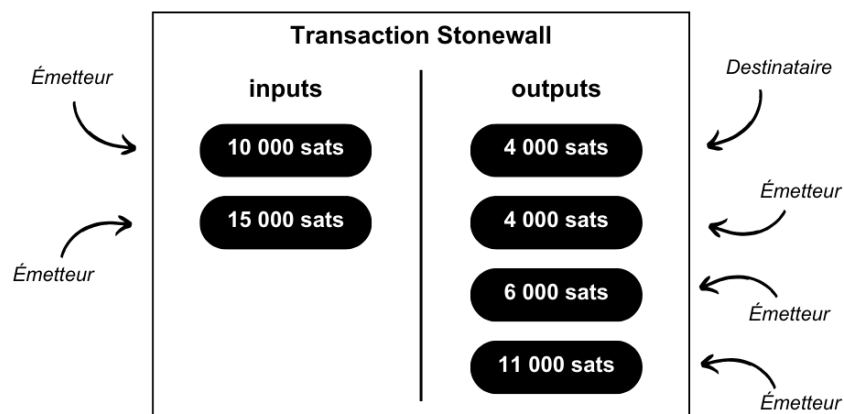 Transaction Stonewall
Émetteur
inputs
outputs
Destinataire
10 000 sats
4 000 sats
15 000 sats
4 000 sats
Émetteur
Émetteur
6 000 sats
Émetteur
11 000 sats
Émetteur